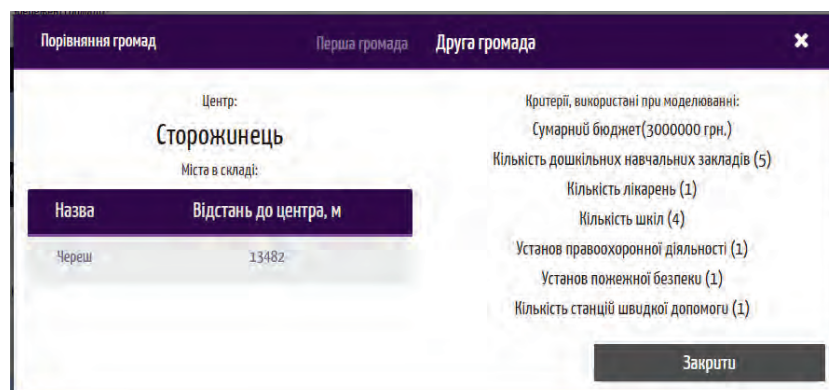 Порівняння громад
Перша громада
Друга громада
Центр:
Сторожинець
Міста в складі:
Назва
Відстань до центра, м
Череш
13482
Критерії, використані при моделюванні:
Сумарний бюджет(3000000 грн.)
Кількість дошкільних навчальних закладів (5)
Кількість лікарень (1)
Кількість шкіл (4)
Установ правоохоронної діяльності (1)
Установ пожежної безпеки (1)
Кількість станцій швидкої допомоги (1)
Закрити